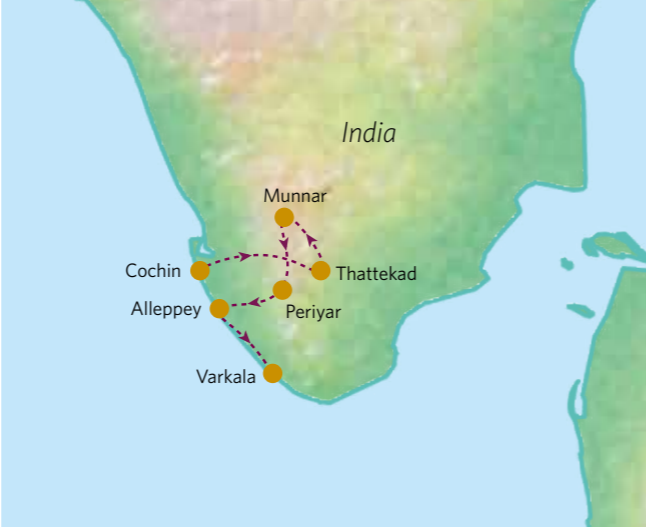 India
Munnar
Cochin
Thattekad
Alleppey
Periyar
Varkala